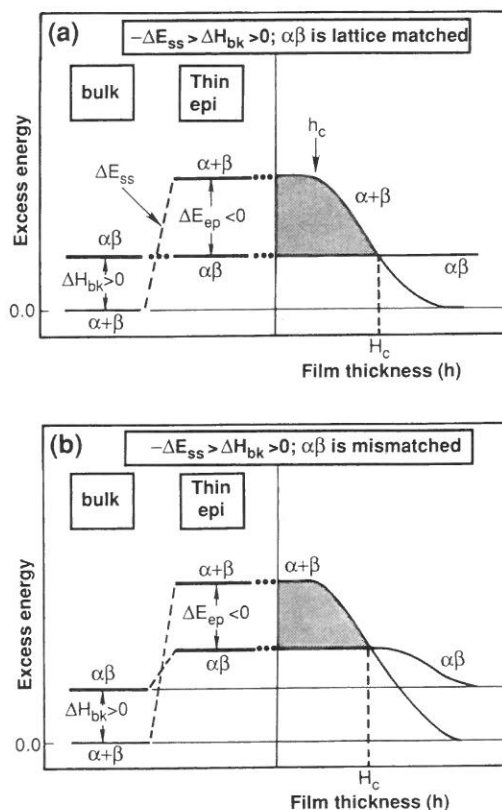 (a)
−ΔE_ss > ΔH_bk > 0; αβ is lattice matched
bulk
Thin
epi
h_c
α+β
α+β
ΔE_ss
ΔE_ep < 0
αβ
αβ
αβ
ΔH_bk>0
0.0
α+β
H_c
Excess energy
Film thickness (h)
(b)
−ΔE_ss > ΔH_bk > 0; αβ is mismatched
bulk
Thin
epi
α+β
α+β
ΔE_ep < 0
αβ
αβ
αβ
ΔH_bk>0
0.0
α+β
H_c
Excess energy
Film thickness (h)